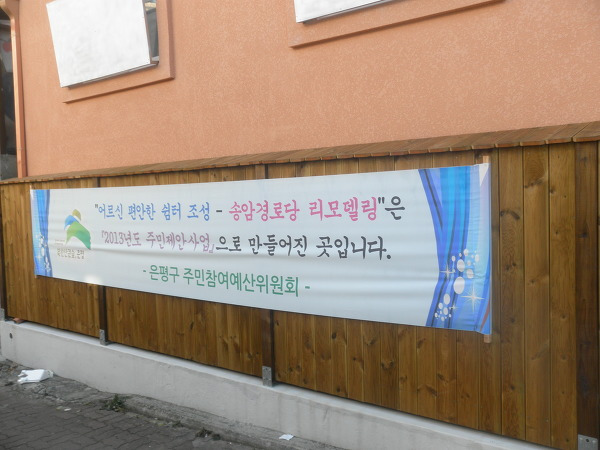 "어르신 편안한 쉼터 조성 - 송암경로당 리모델링"은
「2013년도 주민제안사업」으로 만들어진 곳입니다.
- 은평구 주민참여예산위원회 -